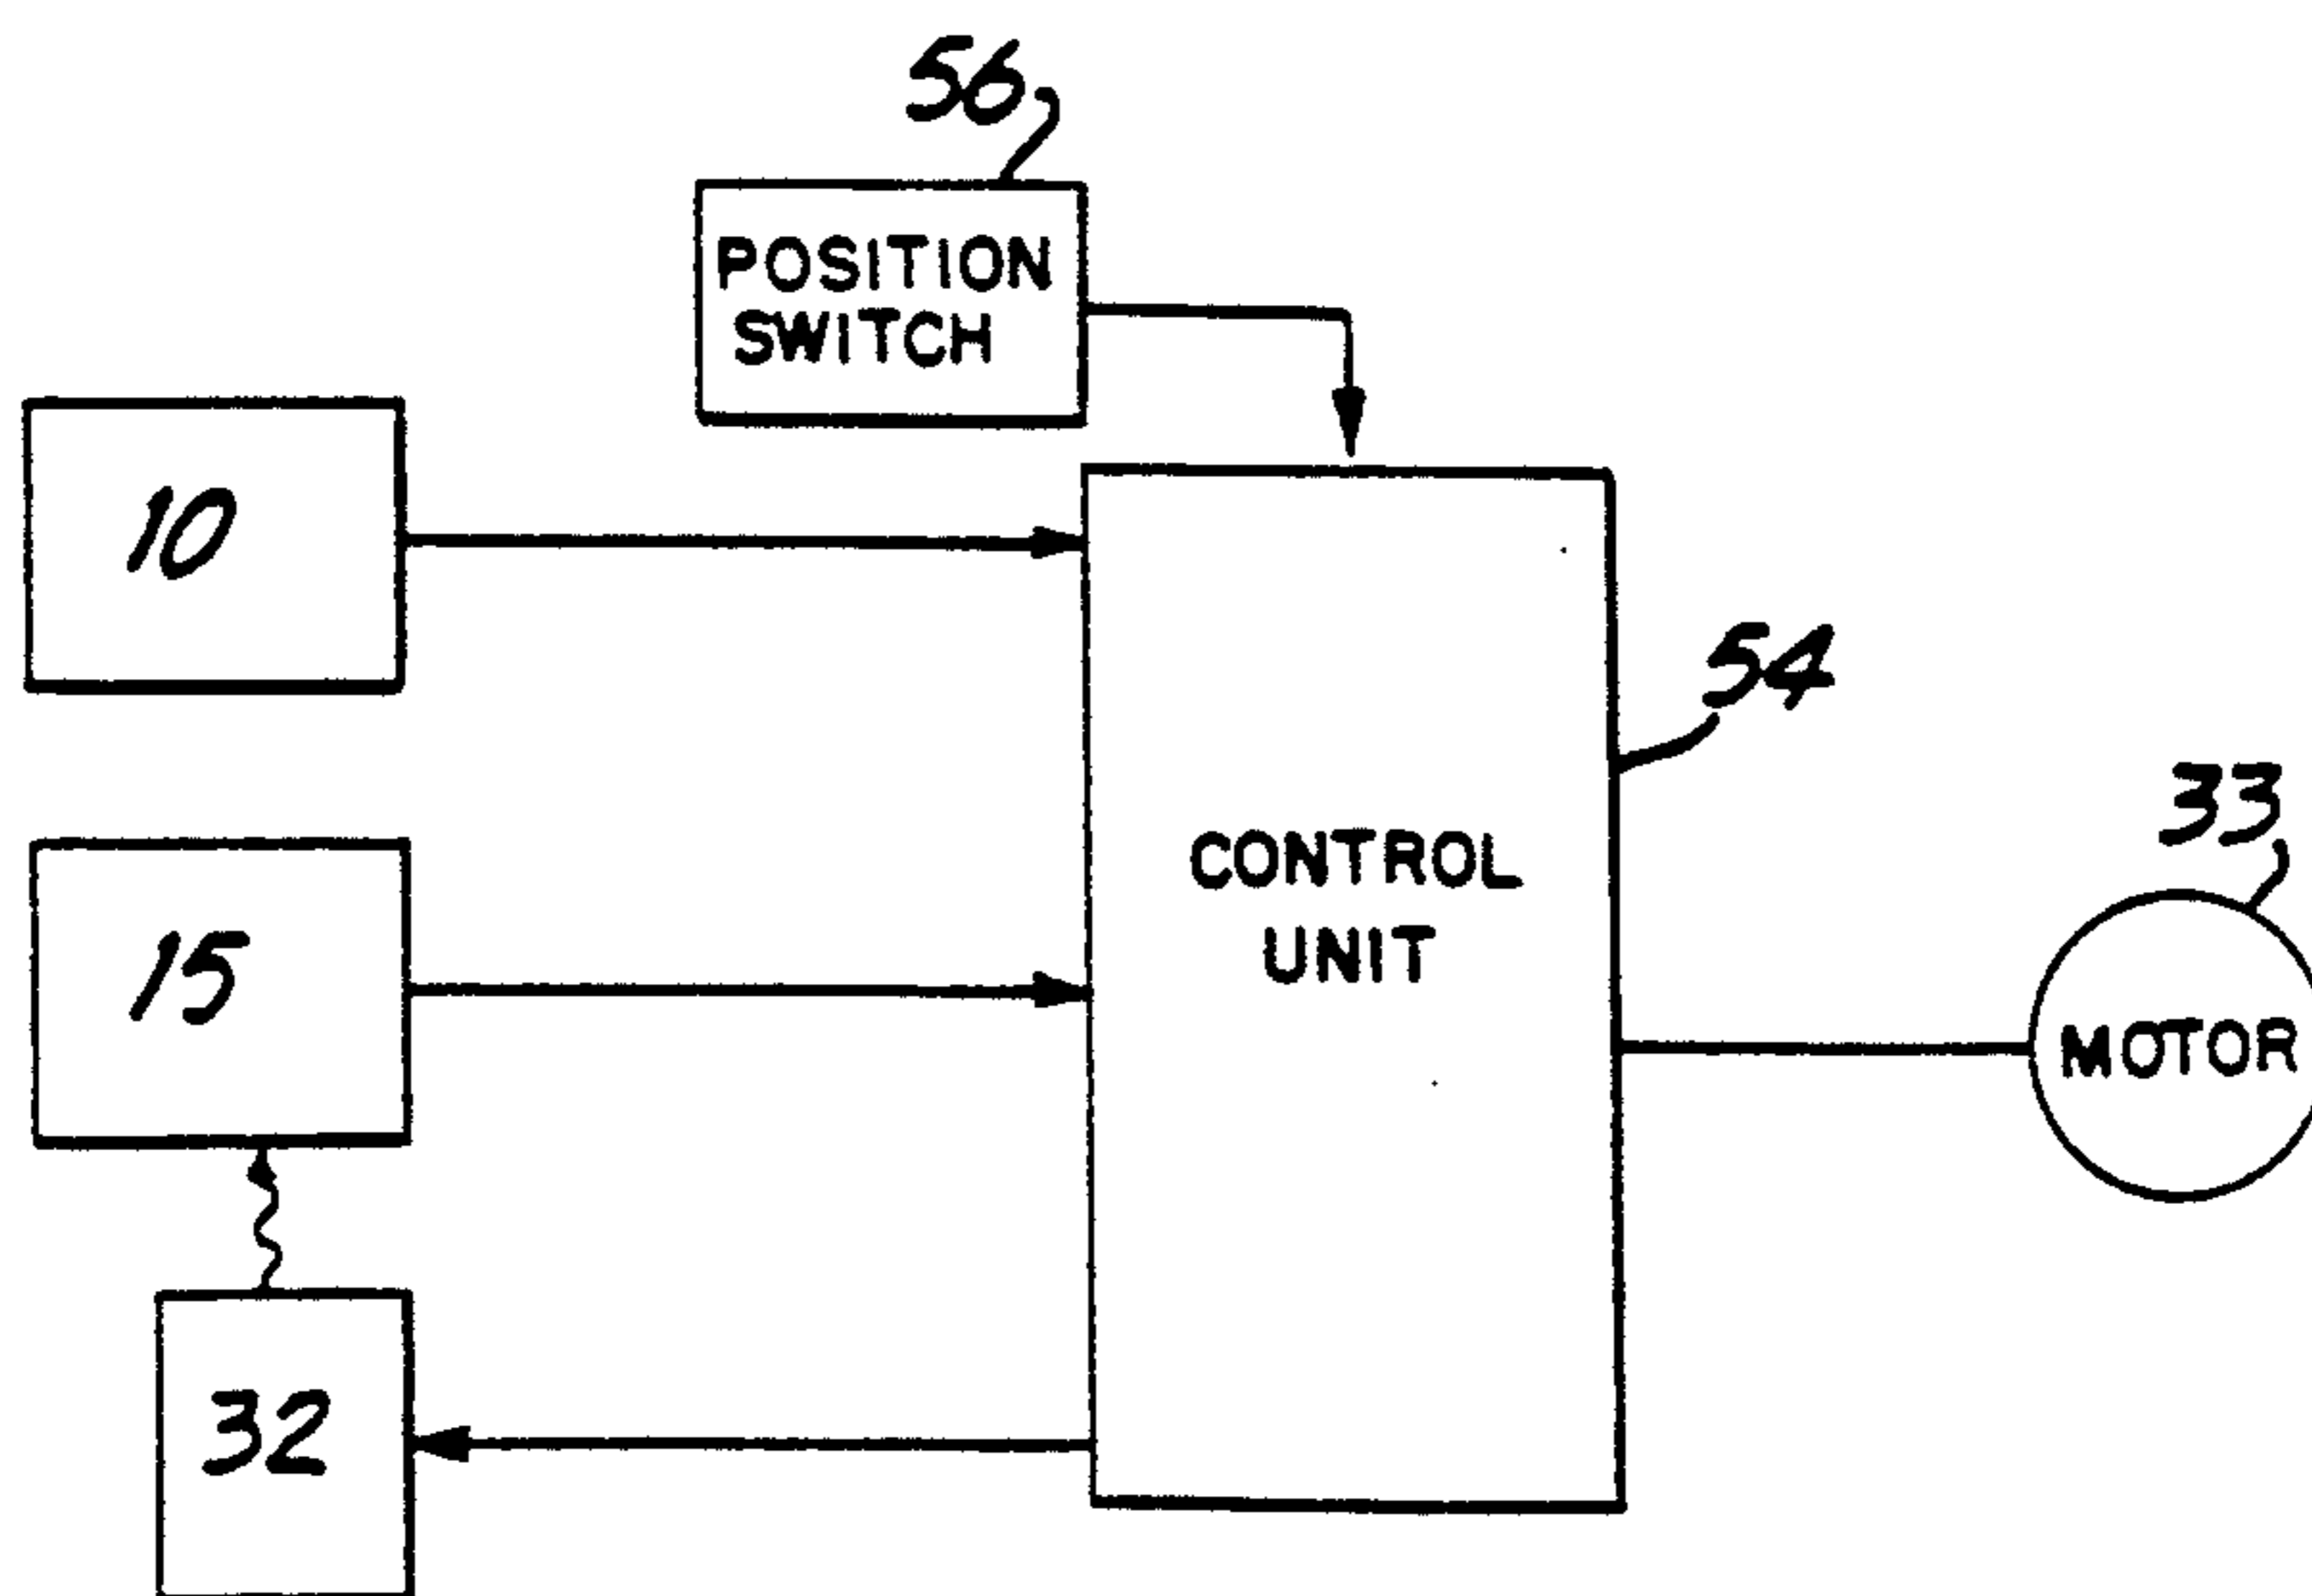 56
POSITION
SWITCH
10
54
CONTROL
UNIT
33
15
MOTOR
32